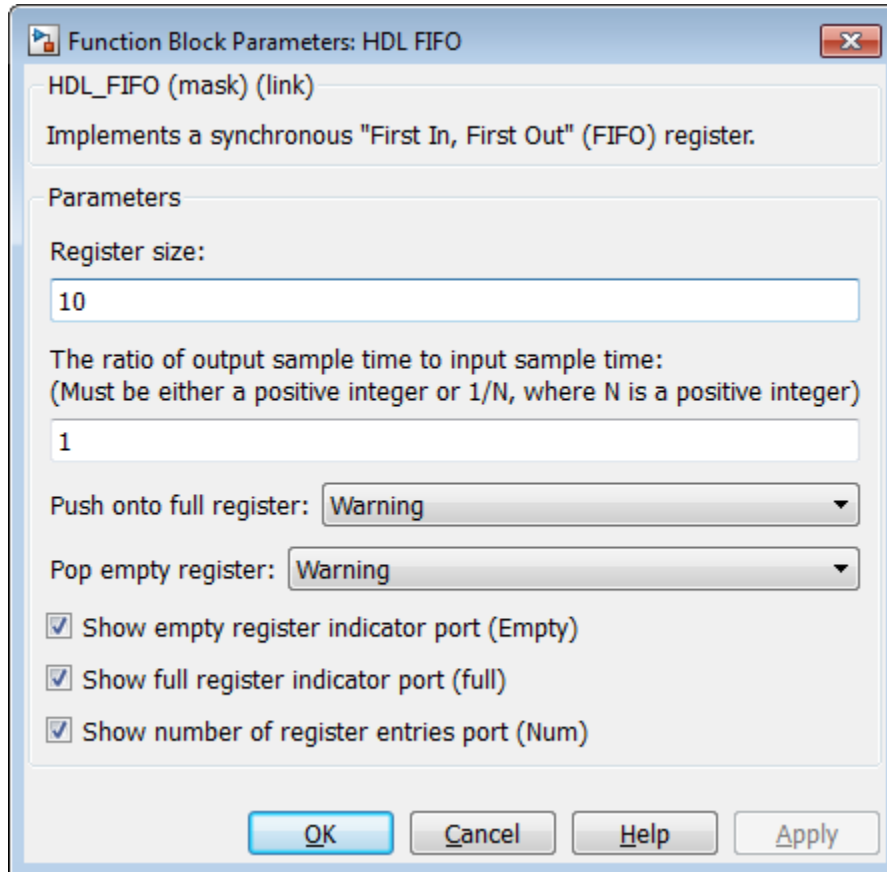 Function Block Parameters: HDL FIFO
HDL_FIFO (mask) (link)
Implements a synchronous "First In, First Out" (FIFO) register.
Parameters
Register size:
10
The ratio of output sample time to input sample time:
(Must be either a positive integer or 1/N, where N is a positive integer)
1
Push onto full register: Warning
Pop empty register: Warning
Show empty register indicator port (Empty)
Show full register indicator port (full)
Show number of register entries port (Num)
OK Cancel Help Apply